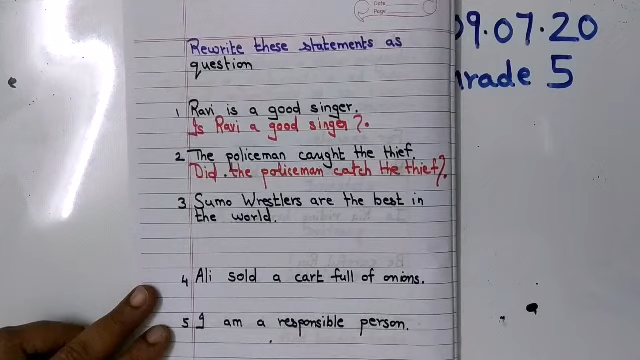 Date
Page
09.07.20
Grade 5
Rewrite these statements as
question
1 Ravi is a good singer.
Is Ravi a good singer?.
2 The policeman caught the thief.
Did. the policeman catch the thief?.
3 Sumo Wrestlers are the best in
the world.
4 Ali sold a cart full of onions.
5 I am a responsible person.